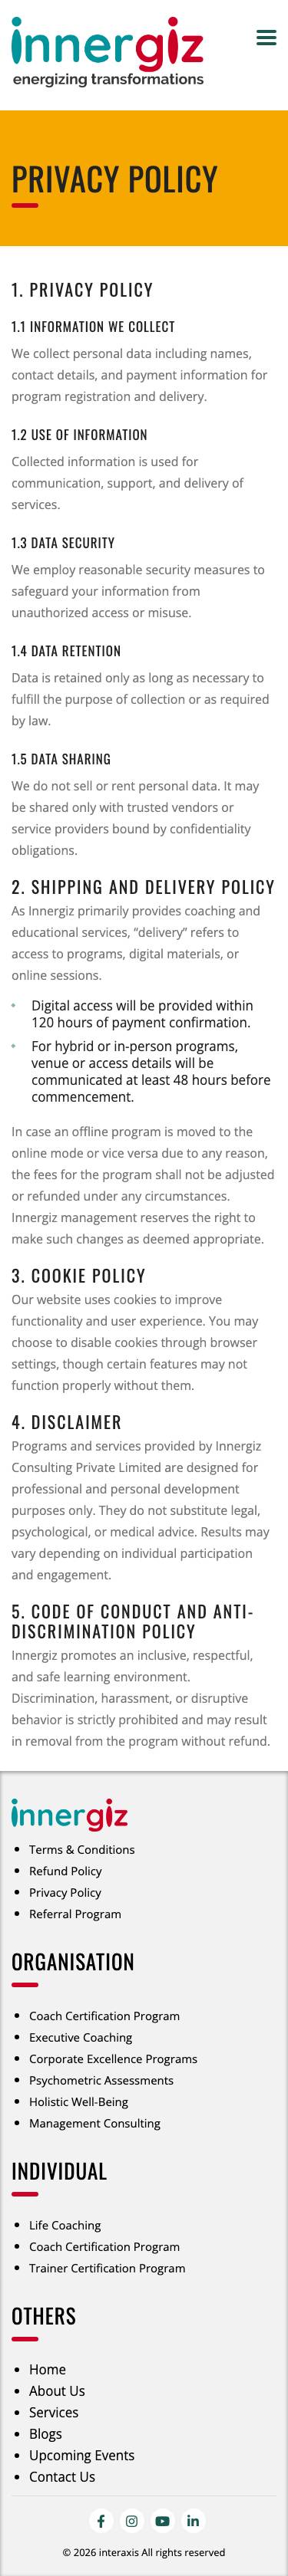 innergiz
energizing transformations
PRIVACY POLICY
1. PRIVACY POLICY
1.1 INFORMATION WE COLLECT
We collect personal data including names,
contact details, and payment information for
program registration and delivery.
1.2 USE OF INFORMATION
Collected information is used for
communication, support, and delivery of
services.
1.3 DATA SECURITY
We employ reasonable security measures to
safeguard your information from
unauthorized access or misuse.
1.4 DATA RETENTION
Data is retained only as long as necessary to
fulfill the purpose of collection or as required
by law.
1.5 DATA SHARING
We do not sell or rent personal data. It may
be shared only with trusted vendors or
service providers bound by confidentiality
obligations.
2. SHIPPING AND DELIVERY POLICY
As Innergiz primarily provides coaching and
educational services, “delivery” refers to
access to programs, digital materials, or
online sessions.
Digital access will be provided within
120 hours of payment confirmation.
For hybrid or in-person programs,
venue or access details will be
communicated at least 48 hours before
commencement.
In case an offline program is moved to the
online mode or vice versa due to any reason,
the fees for the program shall not be adjusted
or refunded under any circumstances.
Innergiz management reserves the right to
make such changes as deemed appropriate.
3. COOKIE POLICY
Our website uses cookies to improve
functionality and user experience. You may
choose to disable cookies through browser
settings, though certain features may not
function properly without them.
4. DISCLAIMER
Programs and services provided by Innergiz
Consulting Private Limited are designed for
professional and personal development
purposes only. They do not substitute legal,
psychological, or medical advice. Results may
vary depending on individual participation
and engagement.
5. CODE OF CONDUCT AND ANTI-
DISCRIMINATION POLICY
Innergiz promotes an inclusive, respectful,
and safe learning environment.
Discrimination, harassment, or disruptive
behavior is strictly prohibited and may result
in removal from the program without refund.
innergiz
Terms & Conditions
Refund Policy
Privacy Policy
Referral Program
ORGANISATION
Coach Certification Program
Executive Coaching
Corporate Excellence Programs
Psychometric Assessments
Holistic Well-Being
Management Consulting
INDIVIDUAL
Life Coaching
Coach Certification Program
Trainer Certification Program
OTHERS
Home
About Us
Services
Blogs
Upcoming Events
Contact Us
© 2026 interaxis All rights reserved